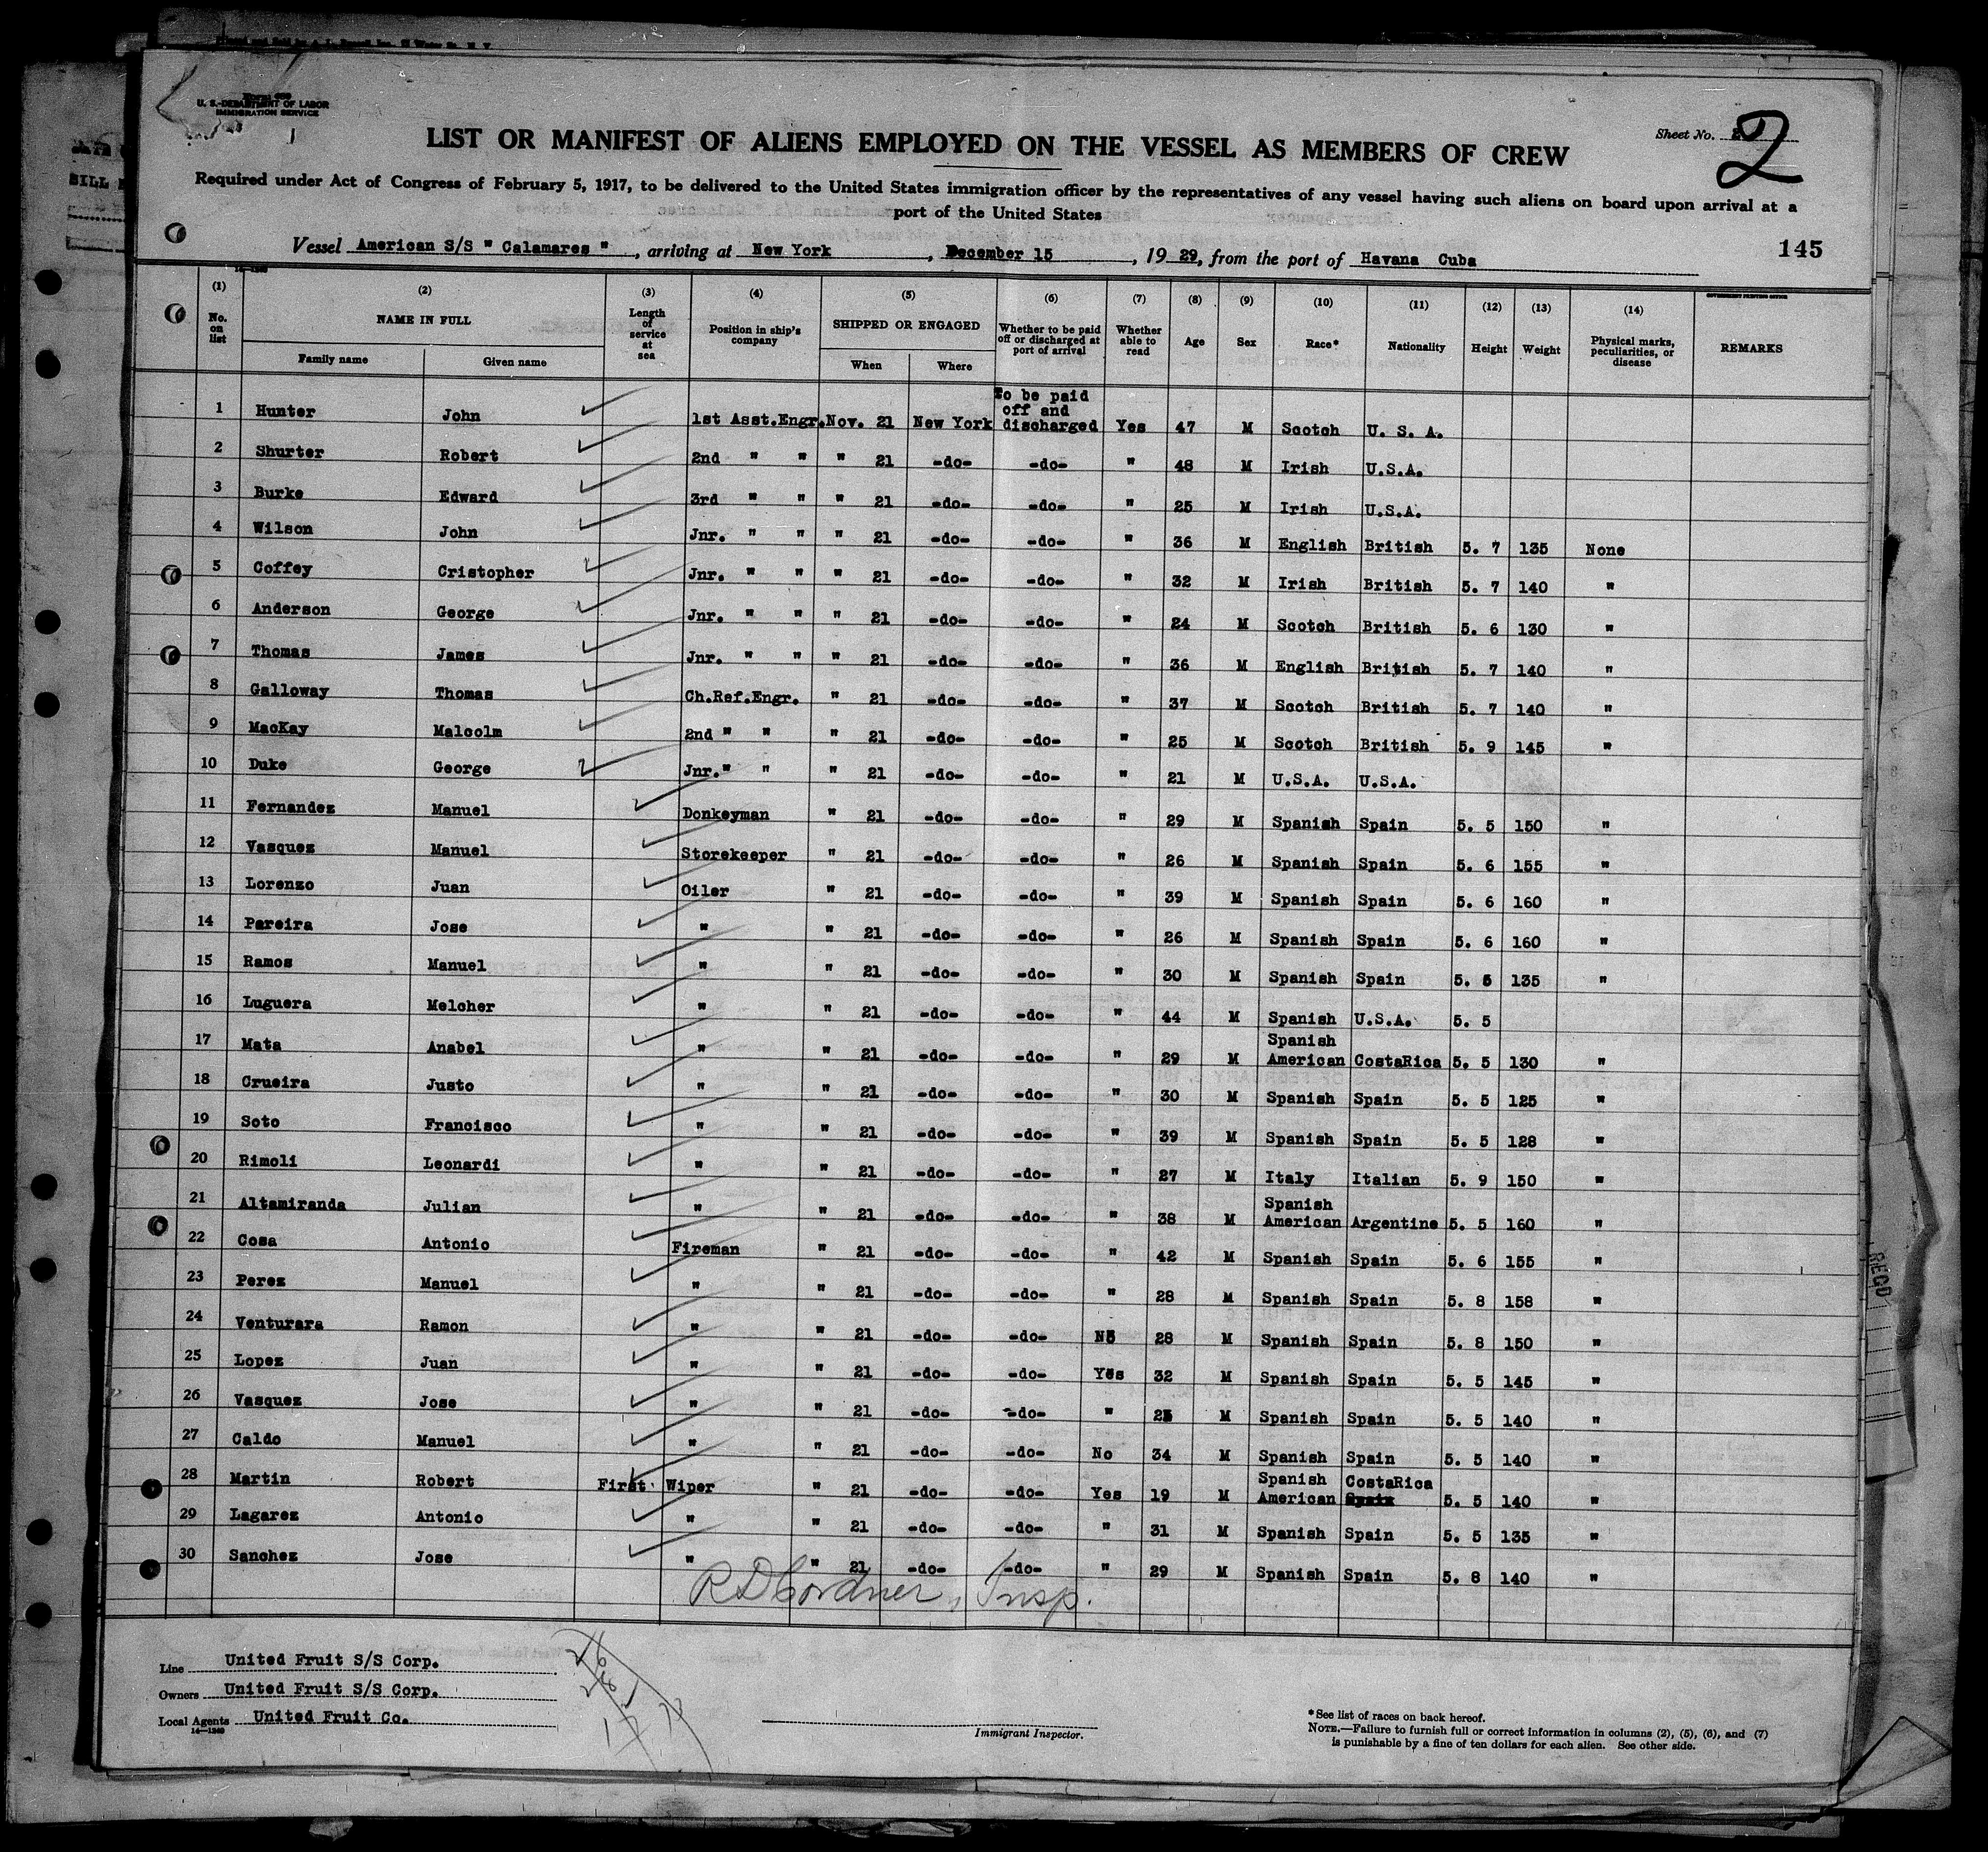 U. S. DEPARTMENT OF LABOR
IMMIGRATION SERVICE
Sheet No. 2
LIST OR MANIFEST OF ALIENS EMPLOYED ON THE VESSEL AS MEMBERS OF CREW
Required under Act of Congress of February 5, 1917, to be delivered to the United States immigration officer by the representatives of any vessel having such aliens on board upon arrival at a
port of the United States
145
Vessel American S/S " Calamares ", arriving at New York, December 15, 19 29, from the port of Havana Cuba
(1) (2) (3) (4) (5) (6) (7) (8) (9) (10) (11) (12) (13) (14)
No. on list NAME IN FULL Length of service at sea Position in ship's company SHIPPED OR ENGAGED Whether to be paid off or discharged at port of arrival Whether able to read Age Sex Race* Nationality Height Weight Physical marks, peculiarities, or disease REMARKS
Family name Given name When Where
1 Hunter John 1st Asst.Engr. Nov. 21 New York To be paid off and discharged Yes 47 M Scotch U. S. A.
2 Shurter Robert 2nd " " " 21 -do- -do- " 48 M Irish U.S.A.
3 Burke Edward 3rd " " " 21 -do- -do- " 25 M Irish U.S.A.
4 Wilson John Jnr. " " " 21 -do- -do- " 36 M English British 5. 7 135 None
5 Coffey Cristopher Jnr. " " " 21 -do- -do- " 32 M Irish British 5. 7 140 "
6 Anderson George Jnr. " " " 21 -do- -do- " 24 M Scotch British 5. 6 130 "
7 Thomas James Jnr. " " " 21 -do- -do- " 36 M English British 5. 7 140 "
8 Galloway Thomas Ch.Ref.Engr. " 21 -do- -do- " 37 M Scotch British 5. 7 140 "
9 MacKay Malcolm 2nd " " " 21 -do- -do- " 25 M Scotch British 5. 9 145 "
10 Duke George Jnr. " " " 21 -do- -do- " 21 M U.S.A. U.S.A.
11 Fernandez Manuel Donkeyman " 21 -do- -do- " 29 M Spanish Spain 5. 5 150 "
12 Vasquez Manuel Storekeeper " 21 -do- -do- " 26 M Spanish Spain 5. 6 155 "
13 Lorenzo Juan Oiler " 21 -do- -do- " 39 M Spanish Spain 5. 6 160 "
14 Pareira Jose " " 21 -do- -do- " 26 M Spanish Spain 5. 6 160 "
15 Ramos Manuel " " 21 -do- -do- " 30 M Spanish Spain 5. 5 135 "
16 Luguera Melcher " " 21 -do- -do- " 44 M Spanish U.S.A. 5. 5
17 Mata Anabel " " 21 -do- -do- " 29 M Spanish American CostaRica 5. 5 130 "
18 Crueira Justo " " 21 -do- -do- " 30 M Spanish Spain 5. 5 125 "
19 Soto Francisco " " 21 -do- -do- " 39 M Spanish Spain 5. 5 128 "
20 Rimoli Leonardi " " 21 -do- -do- " 27 M Italy Italian 5. 9 150 "
21 Altamiranda Julian " " 21 -do- -do- " 38 M Spanish American Argentine 5. 5 160 "
22 Cosa Antonio Fireman " 21 -do- -do- " 42 M Spanish Spain 5. 6 155 "
23 Perez Manuel " " 21 -do- -do- " 28 M Spanish Spain 5. 8 158 "
24 Venturara Ramon " " 21 -do- -do- No 28 M Spanish Spain 5. 8 150 "
25 Lopez Juan " " 21 -do- -do- Yes 32 M Spanish Spain 5. 5 145 "
26 Vasquez Jose " " 21 -do- -do- " M Spanish Spain 5. 5 140 "
27 Caldo Manuel " " 21 -do- -do- No 34 M Spanish Spain 5. 5 140 "
28 Martin Robert First Wiper " 21 -do- -do- Yes 19 M Spanish American CostaRica Spain 5. 5 140 "
29 Lagarez Antonio " " 21 -do- -do- " 31 M Spanish Spain 5. 5 135 "
30 Sanchez Jose " " 21 -do- -do- " 29 M Spanish Spain 5. 8 140 "
R D Cordner, Insp.
Line United Fruit S/S Corp.
Owners United Fruit S/S Corp.
Local Agents United Fruit Co.
14-1240
Immigrant Inspector.
*See list of races on back hereof.
NOTE.—Failure to furnish full or correct information in columns (2), (5), (6), and (7)
is punishable by a fine of ten dollars for each alien. See other side.
RECD